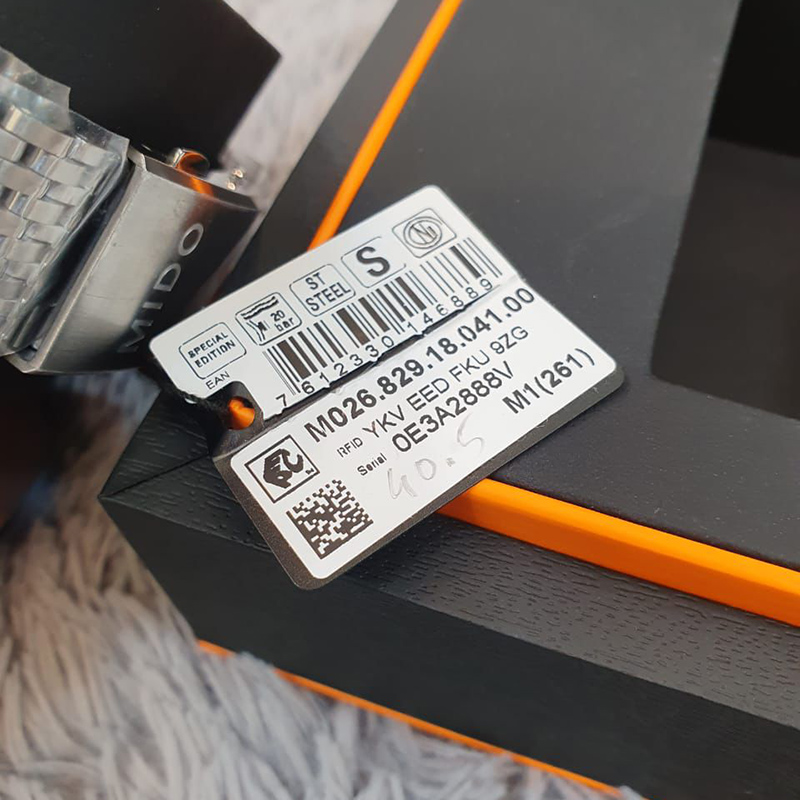 MIDO
SPECIAL
EDITION
20
bar
ST
STEEL
S
EAN
7 612330 146889
M026.829.18.041.00
RFID YKV EED FKU 9ZG
Serial 0E3A2888V
M1(261)
40.5